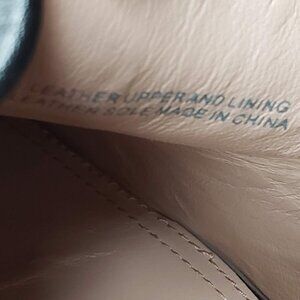 LEATHER UPPER AND LINING
LEATHER SOLE MADE IN CHINA